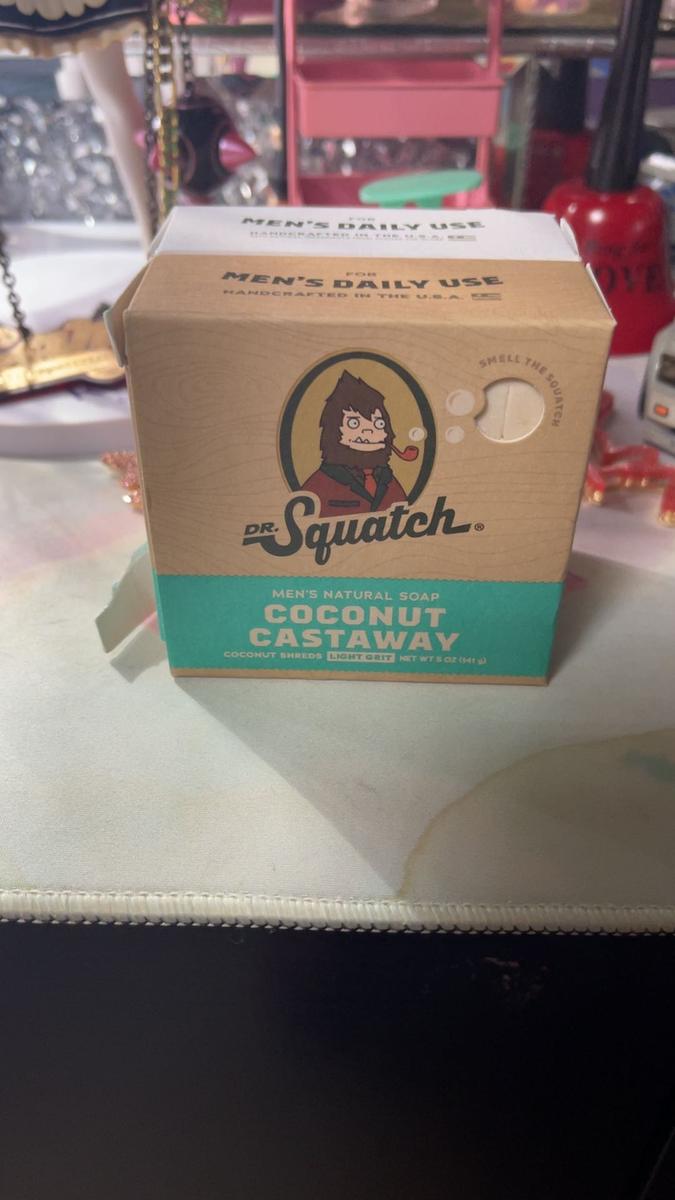 FOR
MEN'S DAILY USE
HANDCRAFTED IN THE U.S.A.
FOR
MEN'S DAILY USE
HANDCRAFTED IN THE U.S.A.
SMELL THE SQUATCH
DR. Squatch®
MEN'S NATURAL SOAP
COCONUT
CASTAWAY
COCONUT SHREDS LIGHT GRIT NET WT 5 OZ (141 g)